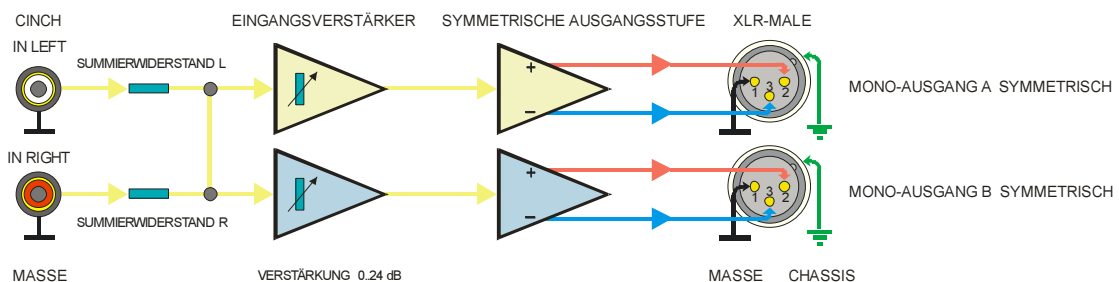 CINCH
EINGANGSVERSTÄRKER
SYMMETRISCHE AUSGANGSSTUFE
XLR-MALE
IN LEFT
SUMMIERWIDERSTAND L
+
−
1
3
2
MONO-AUSGANG A SYMMETRISCH
IN RIGHT
SUMMIERWIDERSTAND R
+
−
1
3
2
MONO-AUSGANG B SYMMETRISCH
MASSE
VERSTÄRKUNG 0..24 dB
MASSE
CHASSIS